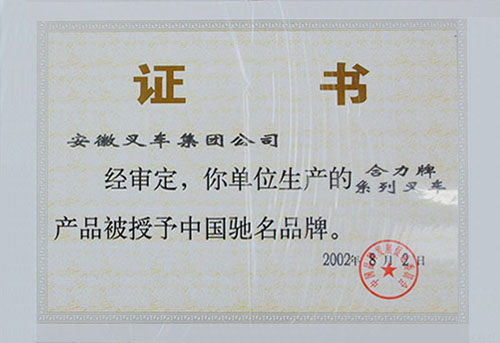 证 书
安徽叉车集团公司
经审定，你单位生产的 合力牌
系列叉车
产品被授予中国驰名品牌。
2002年 8 月 2 日